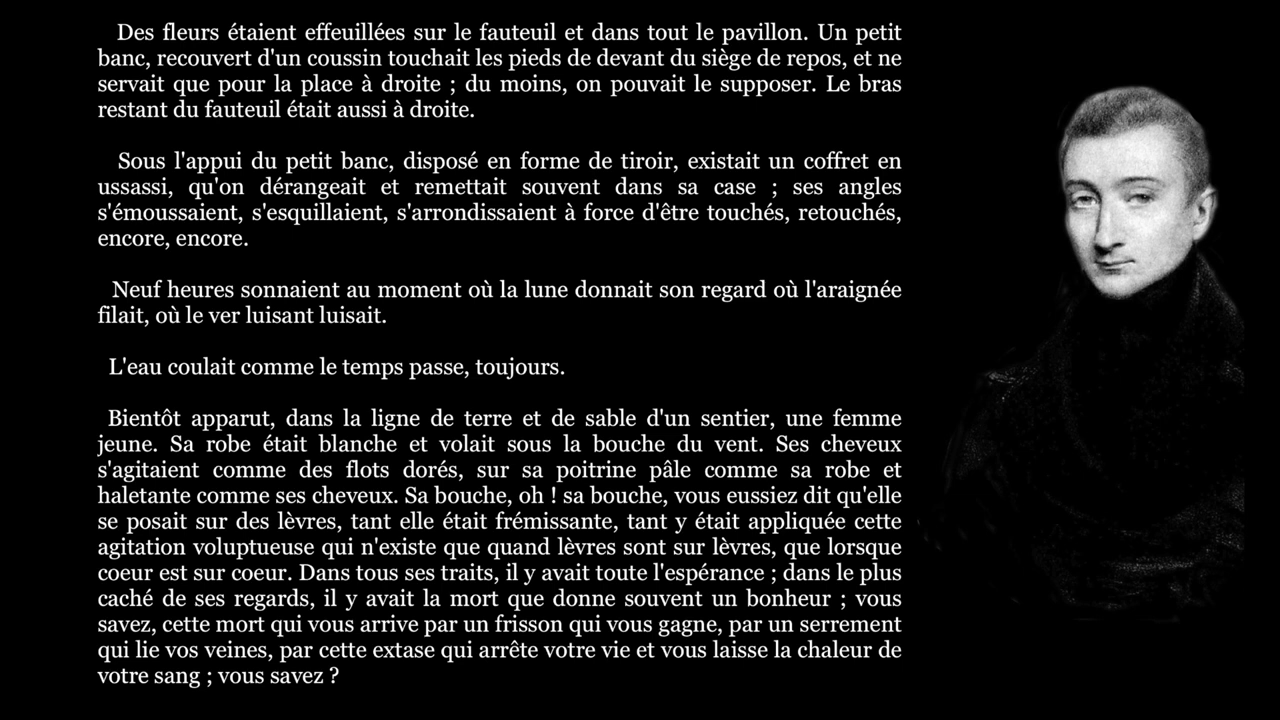 Des fleurs étaient effeuillées sur le fauteuil et dans tout le pavillon. Un petit
banc, recouvert d'un coussin touchait les pieds de devant du siège de repos, et ne
servait que pour la place à droite ; du moins, on pouvait le supposer. Le bras
restant du fauteuil était aussi à droite.
Sous l'appui du petit banc, disposé en forme de tiroir, existait un coffret en
ussassi, qu'on dérangeait et remettait souvent dans sa case ; ses angles
s'émoussaient, s'esquillaient, s'arrondissaient à force d'être touchés, retouchés,
encore, encore.
Neuf heures sonnaient au moment où la lune donnait son regard où l'araignée
filait, où le ver luisant luisait.
L'eau coulait comme le temps passe, toujours.
Bientôt apparut, dans la ligne de terre et de sable d'un sentier, une femme
jeune. Sa robe était blanche et volait sous la bouche du vent. Ses cheveux
s'agitaient comme des flots dorés, sur sa poitrine pâle comme sa robe et
haletante comme ses cheveux. Sa bouche, oh ! sa bouche, vous eussiez dit qu'elle
se posait sur des lèvres, tant elle était frémissante, tant y était appliquée cette
agitation voluptueuse qui n'existe que quand lèvres sont sur lèvres, que lorsque
coeur est sur coeur. Dans tous ses traits, il y avait toute l'espérance ; dans le plus
caché de ses regards, il y avait la mort que donne souvent un bonheur ; vous
savez, cette mort qui vous arrive par un frisson qui vous gagne, par un serrement
qui lie vos veines, par cette extase qui arrête votre vie et vous laisse la chaleur de
votre sang ; vous savez ?